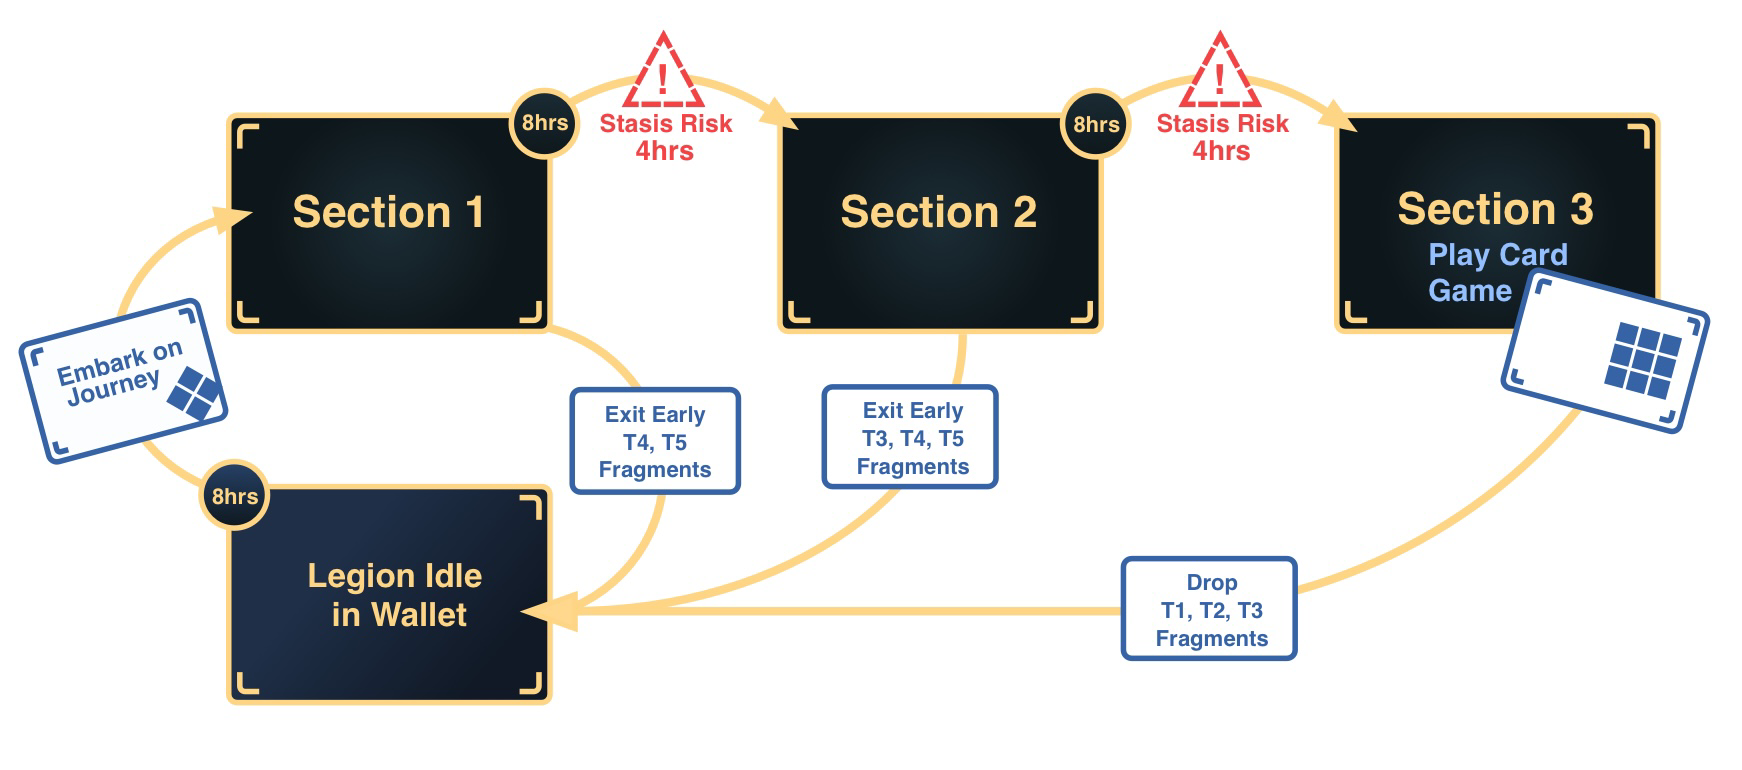 8hrs
Stasis Risk
4hrs
8hrs
Stasis Risk
4hrs
Section 1
Section 2
Section 3
Play Card
Game
Embark on
Journey
Exit Early
T4, T5
Fragments
Exit Early
T3, T4, T5
Fragments
8hrs
Legion Idle
in Wallet
Drop
T1, T2, T3
Fragments